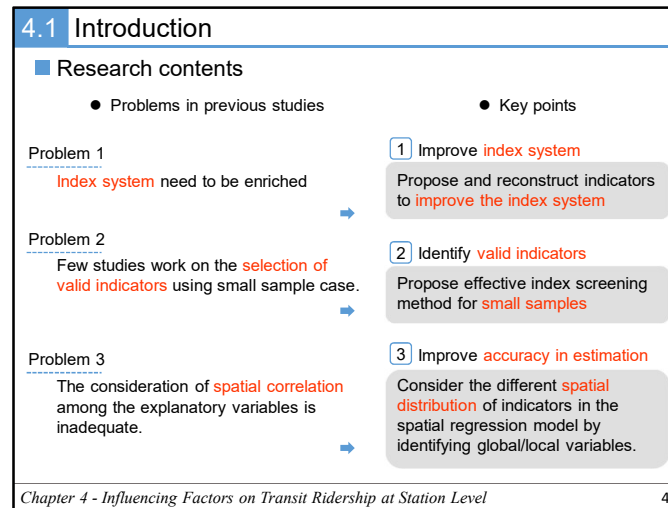 4.1 Introduction
Research contents
● Problems in previous studies
● Key points
Problem 1
Index system need to be enriched
1 Improve index system
Propose and reconstruct indicators
to improve the index system
Problem 2
Few studies work on the selection of
valid indicators using small sample case.
2 Identify valid indicators
Propose effective index screening
method for small samples
Problem 3
The consideration of spatial correlation
among the explanatory variables is
inadequate.
3 Improve accuracy in estimation
Consider the different spatial
distribution of indicators in the
spatial regression model by
identifying global/local variables.
Chapter 4 - Influencing Factors on Transit Ridership at Station Level 4